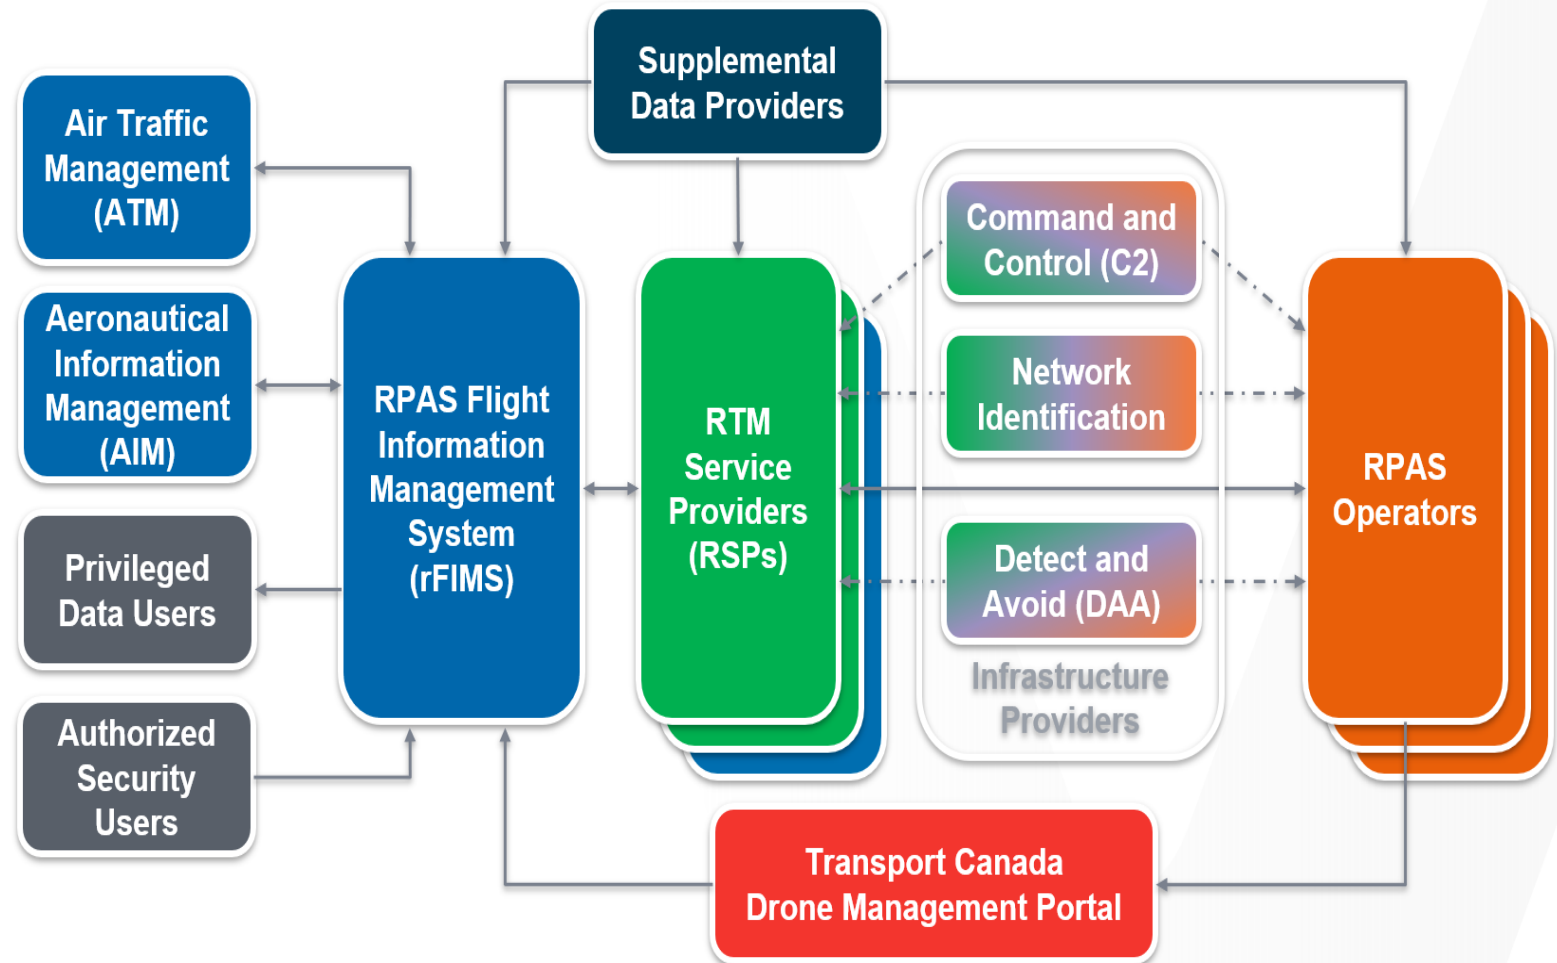 Supplemental
Data Providers
Air Traffic
Management
(ATM)
Aeronautical
Information
Management
(AIM)
Privileged
Data Users
Authorized
Security
Users
RPAS Flight
Information
Management
System
(rFIMS)
RTM
Service
Providers
(RSPs)
Command and
Control (C2)
Network
Identification
Detect and
Avoid (DAA)
Infrastructure
Providers
RPAS
Operators
Transport Canada
Drone Management Portal